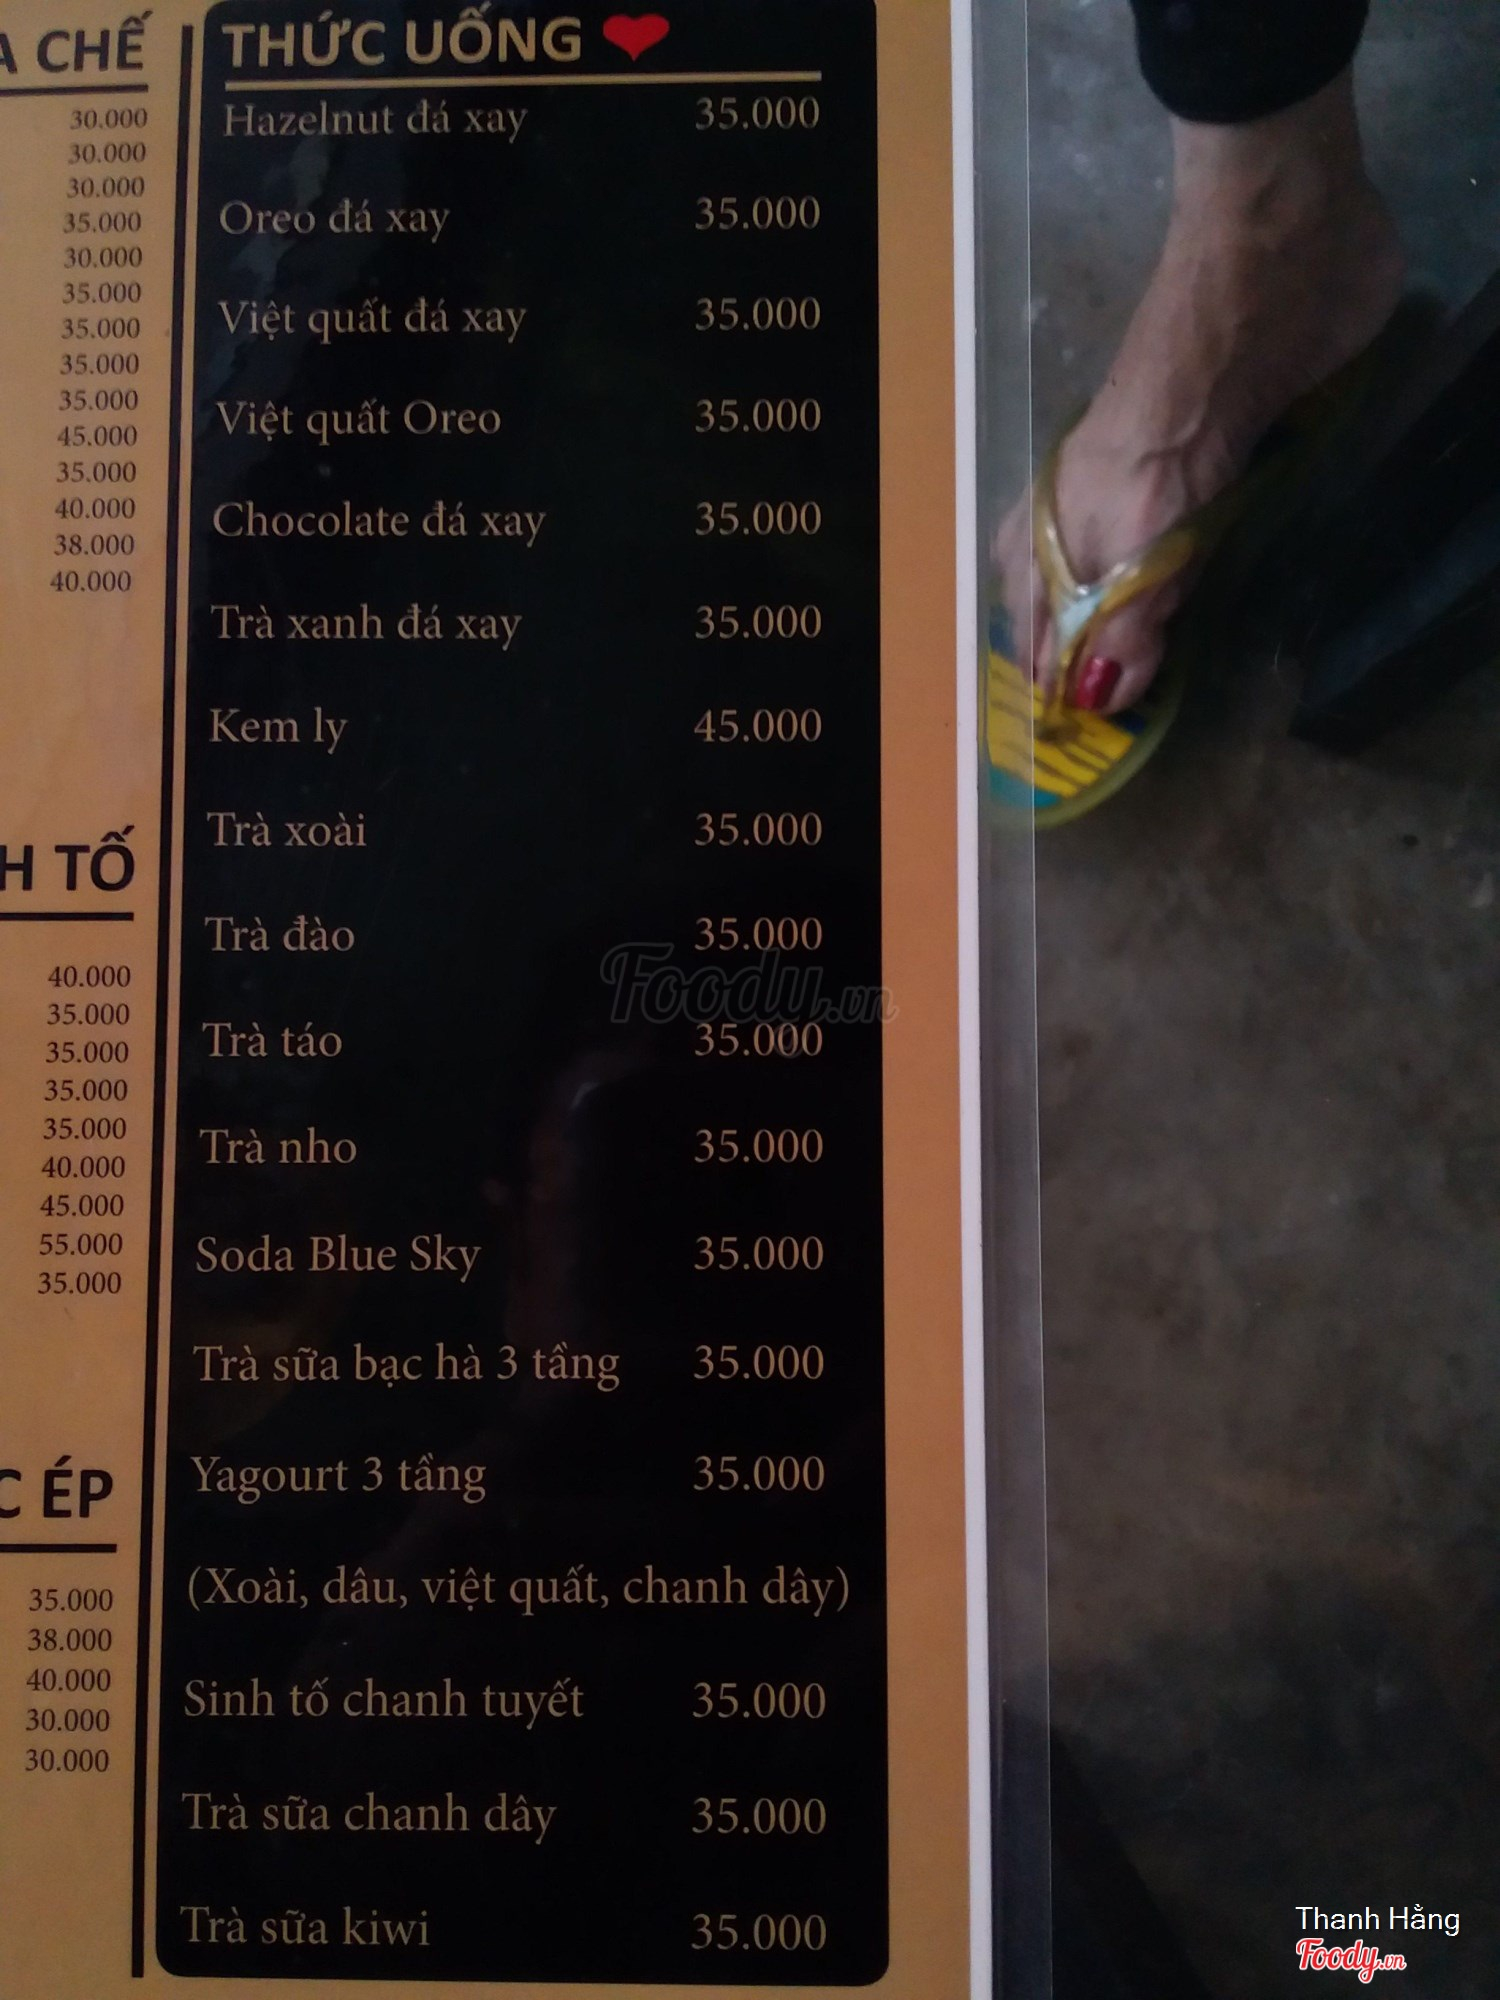 A CHẾ
30.000
30.000
30.000
35.000
30.000
35.000
35.000
35.000
35.000
45.000
35.000
40.000
38.000
40.000
H TỐ
40.000
35.000
35.000
35.000
35.000
40.000
45.000
55.000
35.000
C ÉP
35.000
38.000
40.000
30.000
30.000
THỨC UỐNG
Hazelnut đá xay 35.000
Oreo đá xay 35.000
Việt quất đá xay 35.000
Việt quất Oreo 35.000
Chocolate đá xay 35.000
Trà xanh đá xay 35.000
Kem ly 45.000
Trà xoài 35.000
Trà đào 35.000
Foody.vn
Trà táo 35.000
Trà nho 35.000
Soda Blue Sky 35.000
Trà sữa bạc hà 3 tầng 35.000
Yagourt 3 tầng 35.000
(Xoài, dâu, việt quất, chanh dây)
Sinh tố chanh tuyết 35.000
Trà sữa chanh dây 35.000
Trà sữa kiwi 35.000
Thanh Hằng
Foody.vn